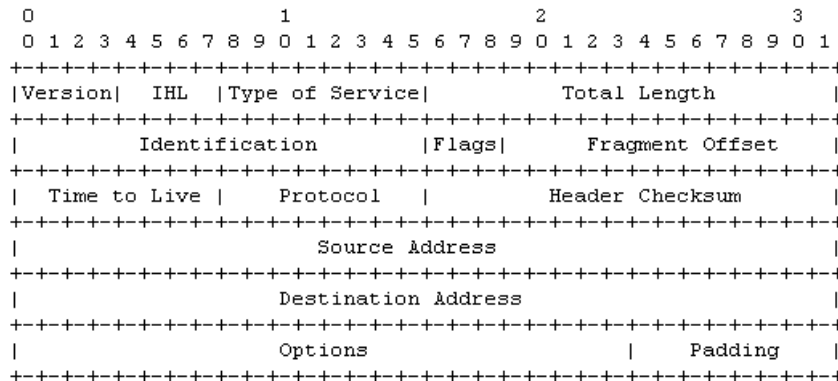 0                   1                   2                   3
 0 1 2 3 4 5 6 7 8 9 0 1 2 3 4 5 6 7 8 9 0 1 2 3 4 5 6 7 8 9 0 1
+-+-+-+-+-+-+-+-+-+-+-+-+-+-+-+-+-+-+-+-+-+-+-+-+-+-+-+-+-+-+-+-+
|Version|  IHL  |Type of Service|          Total Length         |
+-+-+-+-+-+-+-+-+-+-+-+-+-+-+-+-+-+-+-+-+-+-+-+-+-+-+-+-+-+-+-+-+
|         Identification        |Flags|      Fragment Offset    |
+-+-+-+-+-+-+-+-+-+-+-+-+-+-+-+-+-+-+-+-+-+-+-+-+-+-+-+-+-+-+-+-+
|  Time to Live |    Protocol   |         Header Checksum       |
+-+-+-+-+-+-+-+-+-+-+-+-+-+-+-+-+-+-+-+-+-+-+-+-+-+-+-+-+-+-+-+-+
|                       Source Address                          |
+-+-+-+-+-+-+-+-+-+-+-+-+-+-+-+-+-+-+-+-+-+-+-+-+-+-+-+-+-+-+-+-+
|                    Destination Address                        |
+-+-+-+-+-+-+-+-+-+-+-+-+-+-+-+-+-+-+-+-+-+-+-+-+-+-+-+-+-+-+-+-+
|                    Options                    |    Padding    |
+-+-+-+-+-+-+-+-+-+-+-+-+-+-+-+-+-+-+-+-+-+-+-+-+-+-+-+-+-+-+-+-+